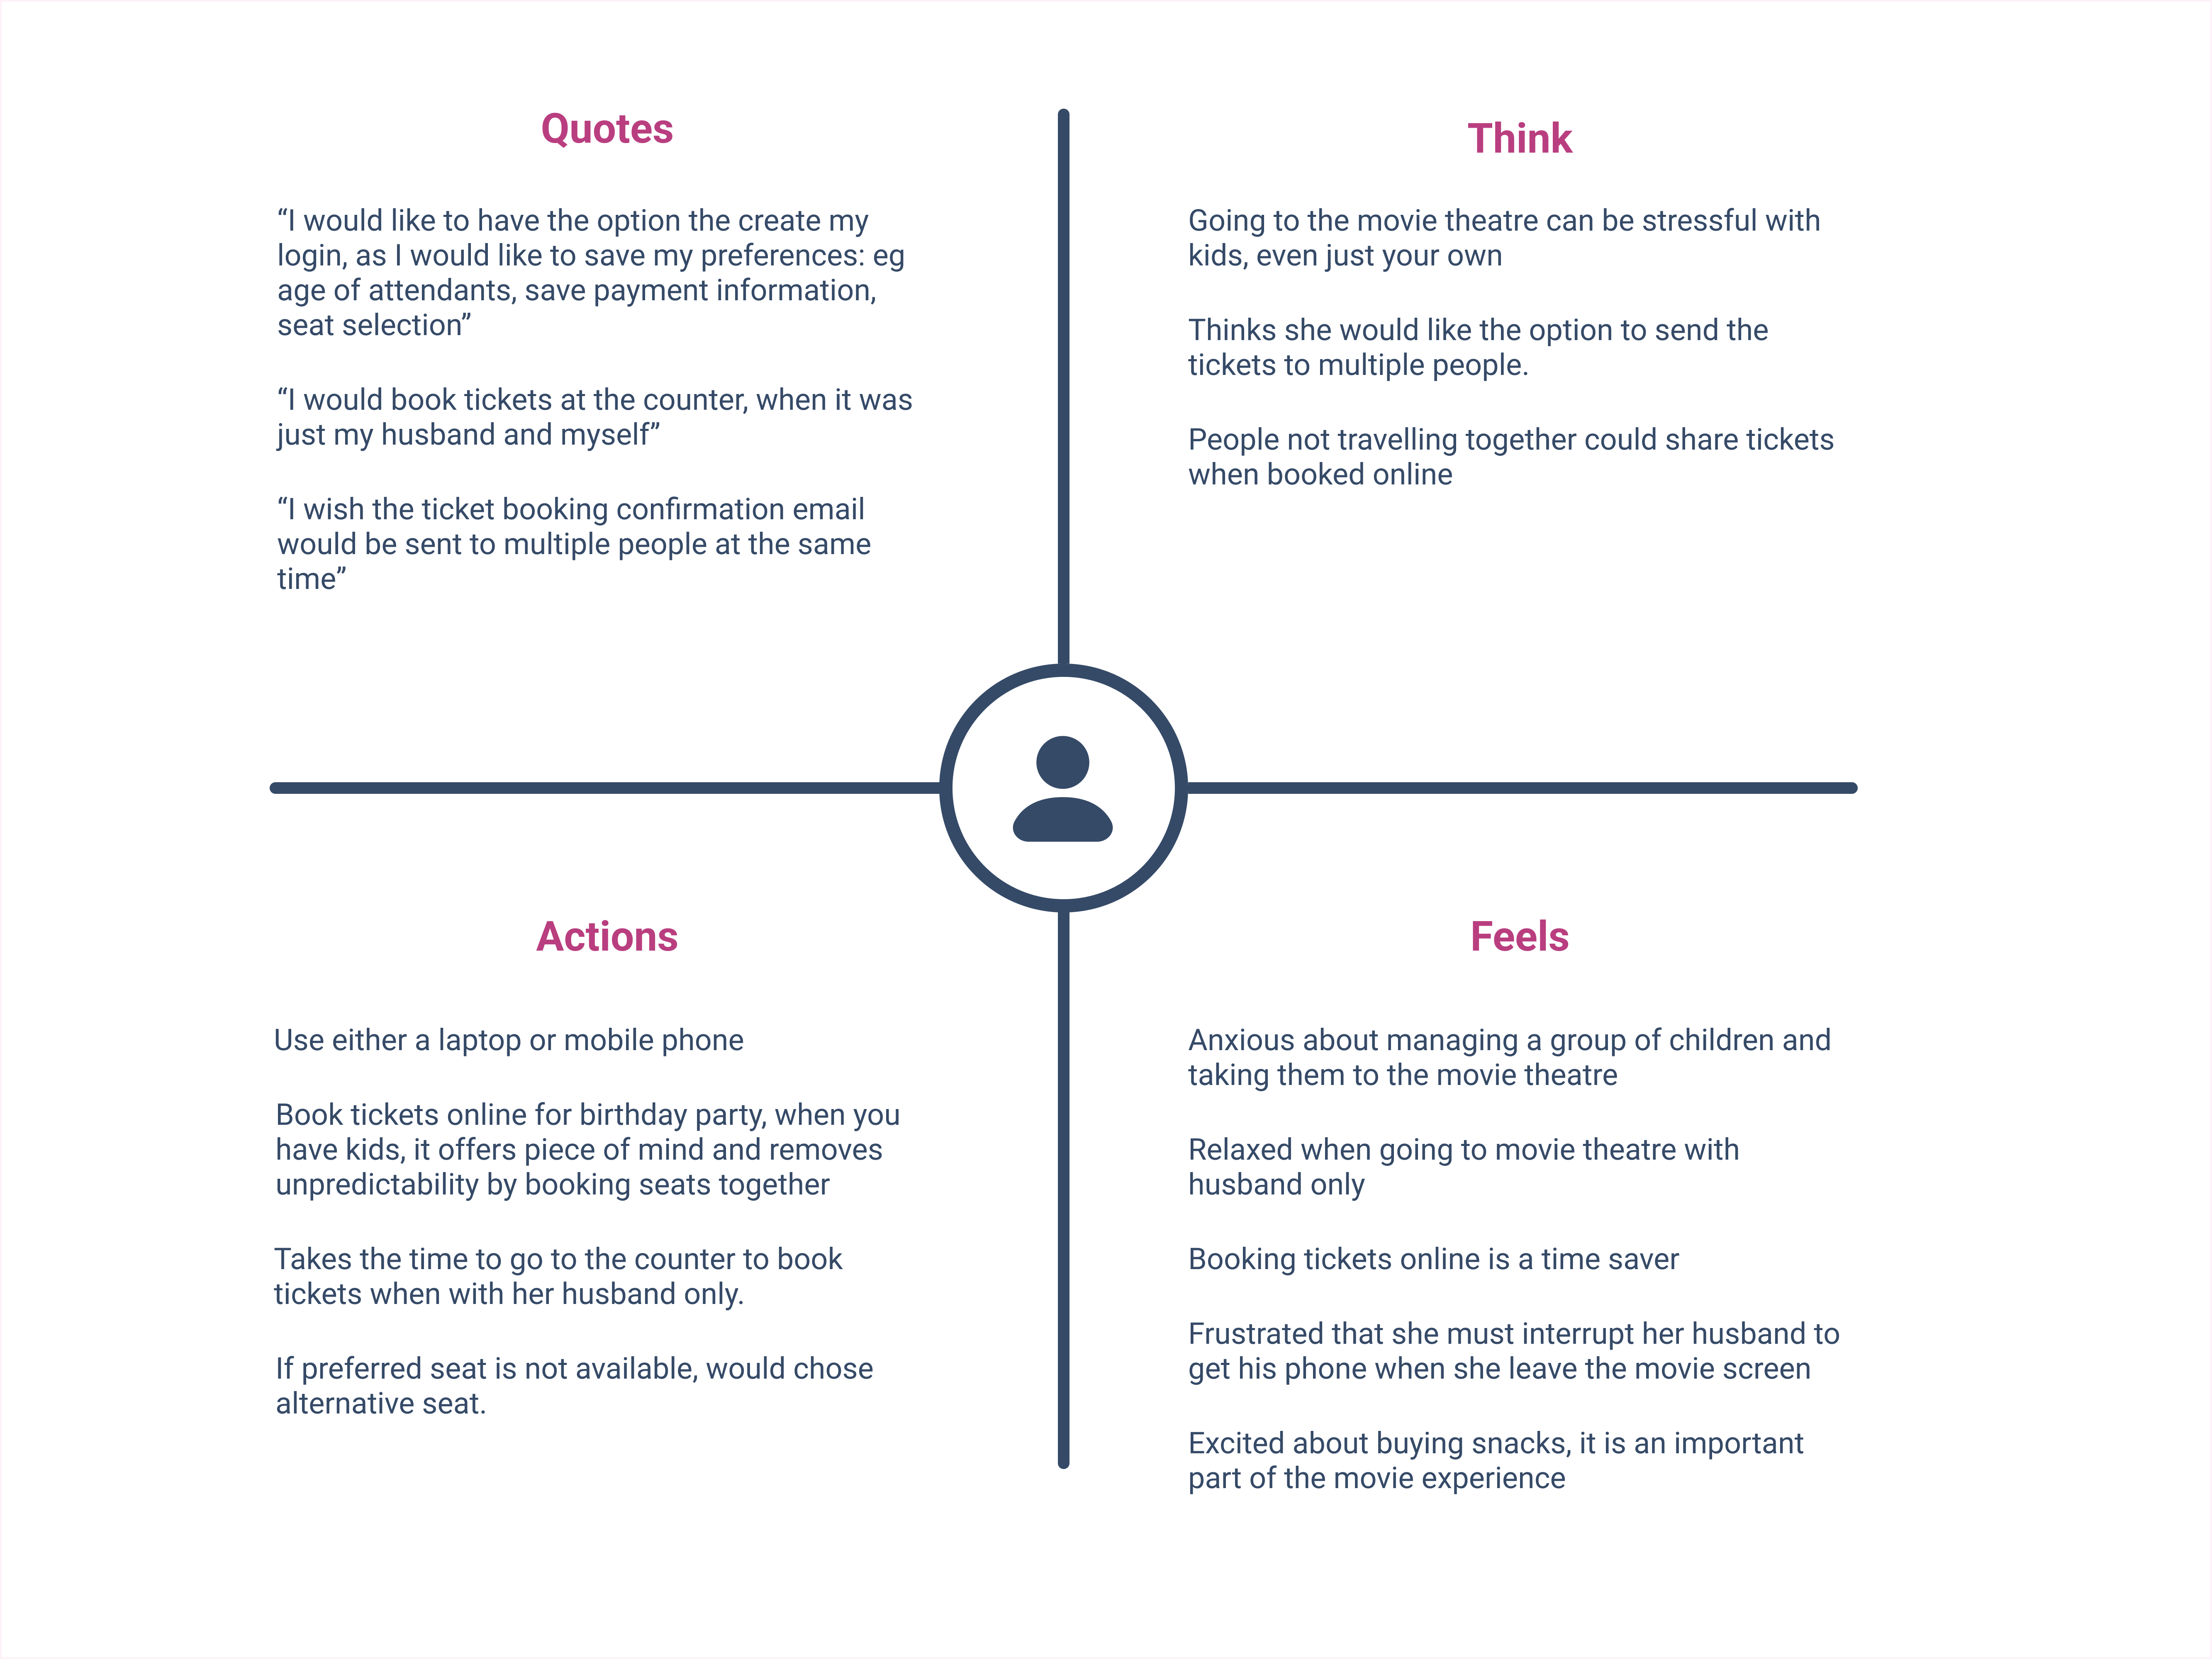 Quotes
“I would like to have the option the create my
login, as I would like to save my preferences: eg
age of attendants, save payment information,
seat selection”
“I would book tickets at the counter, when it was
just my husband and myself”
“I wish the ticket booking confirmation email
would be sent to multiple people at the same
time”
Think
Going to the movie theatre can be stressful with
kids, even just your own
Thinks she would like the option to send the
tickets to multiple people.
People not travelling together could share tickets
when booked online
Actions
Use either a laptop or mobile phone
Book tickets online for birthday party, when you
have kids, it offers piece of mind and removes
unpredictability by booking seats together
Takes the time to go to the counter to book
tickets when with her husband only.
If preferred seat is not available, would chose
alternative seat.
Feels
Anxious about managing a group of children and
taking them to the movie theatre
Relaxed when going to movie theatre with
husband only
Booking tickets online is a time saver
Frustrated that she must interrupt her husband to
get his phone when she leave the movie screen
Excited about buying snacks, it is an important
part of the movie experience